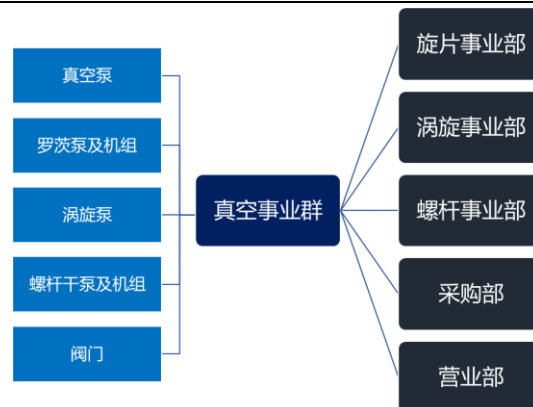 真空泵
罗茨泵及机组
涡旋泵
螺杆干泵及机组
阀门
真空事业群
旋片事业部
涡旋事业部
螺杆事业部
采购部
营业部